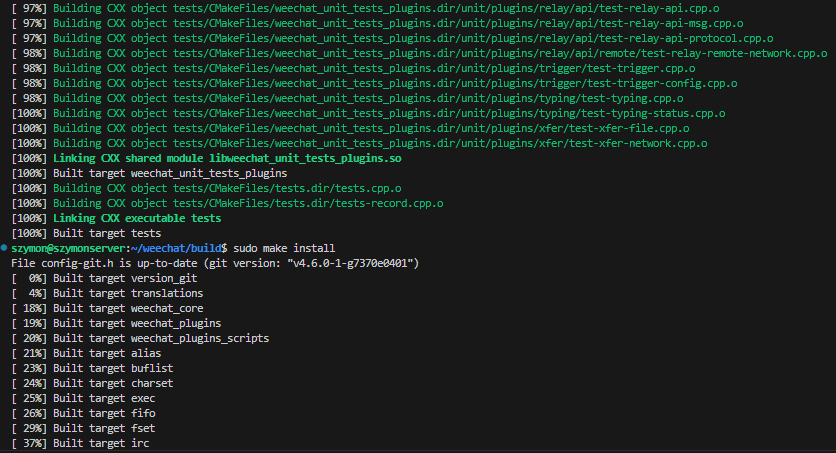 [ 97%] Building CXX object tests/CMakeFiles/weechat_unit_tests_plugins.dir/unit/plugins/relay/api/test-relay-api.cpp.o
[ 97%] Building CXX object tests/CMakeFiles/weechat_unit_tests_plugins.dir/unit/plugins/relay/api/test-relay-api-msg.cpp.o
[ 97%] Building CXX object tests/CMakeFiles/weechat_unit_tests_plugins.dir/unit/plugins/relay/api/test-relay-api-protocol.cpp.o
[ 98%] Building CXX object tests/CMakeFiles/weechat_unit_tests_plugins.dir/unit/plugins/relay/api/remote/test-relay-remote-network.cpp.o
[ 98%] Building CXX object tests/CMakeFiles/weechat_unit_tests_plugins.dir/unit/plugins/trigger/test-trigger.cpp.o
[ 98%] Building CXX object tests/CMakeFiles/weechat_unit_tests_plugins.dir/unit/plugins/trigger/test-trigger-config.cpp.o
[ 98%] Building CXX object tests/CMakeFiles/weechat_unit_tests_plugins.dir/unit/plugins/typing/test-typing.cpp.o
[100%] Building CXX object tests/CMakeFiles/weechat_unit_tests_plugins.dir/unit/plugins/typing/test-typing-status.cpp.o
[100%] Building CXX object tests/CMakeFiles/weechat_unit_tests_plugins.dir/unit/plugins/xfer/test-xfer-file.cpp.o
[100%] Building CXX object tests/CMakeFiles/weechat_unit_tests_plugins.dir/unit/plugins/xfer/test-xfer-network.cpp.o
[100%] Linking CXX shared module libweechat_unit_tests_plugins.so
[100%] Built target weechat_unit_tests_plugins
[100%] Building CXX object tests/CMakeFiles/tests.dir/tests.cpp.o
[100%] Building CXX object tests/CMakeFiles/tests.dir/tests-record.cpp.o
[100%] Linking CXX executable tests
[100%] Built target tests
szymon@szymonserver:~/weechat/build$ sudo make install
File config-git.h is up-to-date (git version: "v4.6.0-1-g7370e0401")
[  0%] Built target version_git
[  4%] Built target translations
[ 18%] Built target weechat_core
[ 19%] Built target weechat_plugins
[ 20%] Built target weechat_plugins_scripts
[ 21%] Built target alias
[ 23%] Built target buflist
[ 24%] Built target charset
[ 25%] Built target exec
[ 26%] Built target fifo
[ 29%] Built target fset
[ 37%] Built target irc